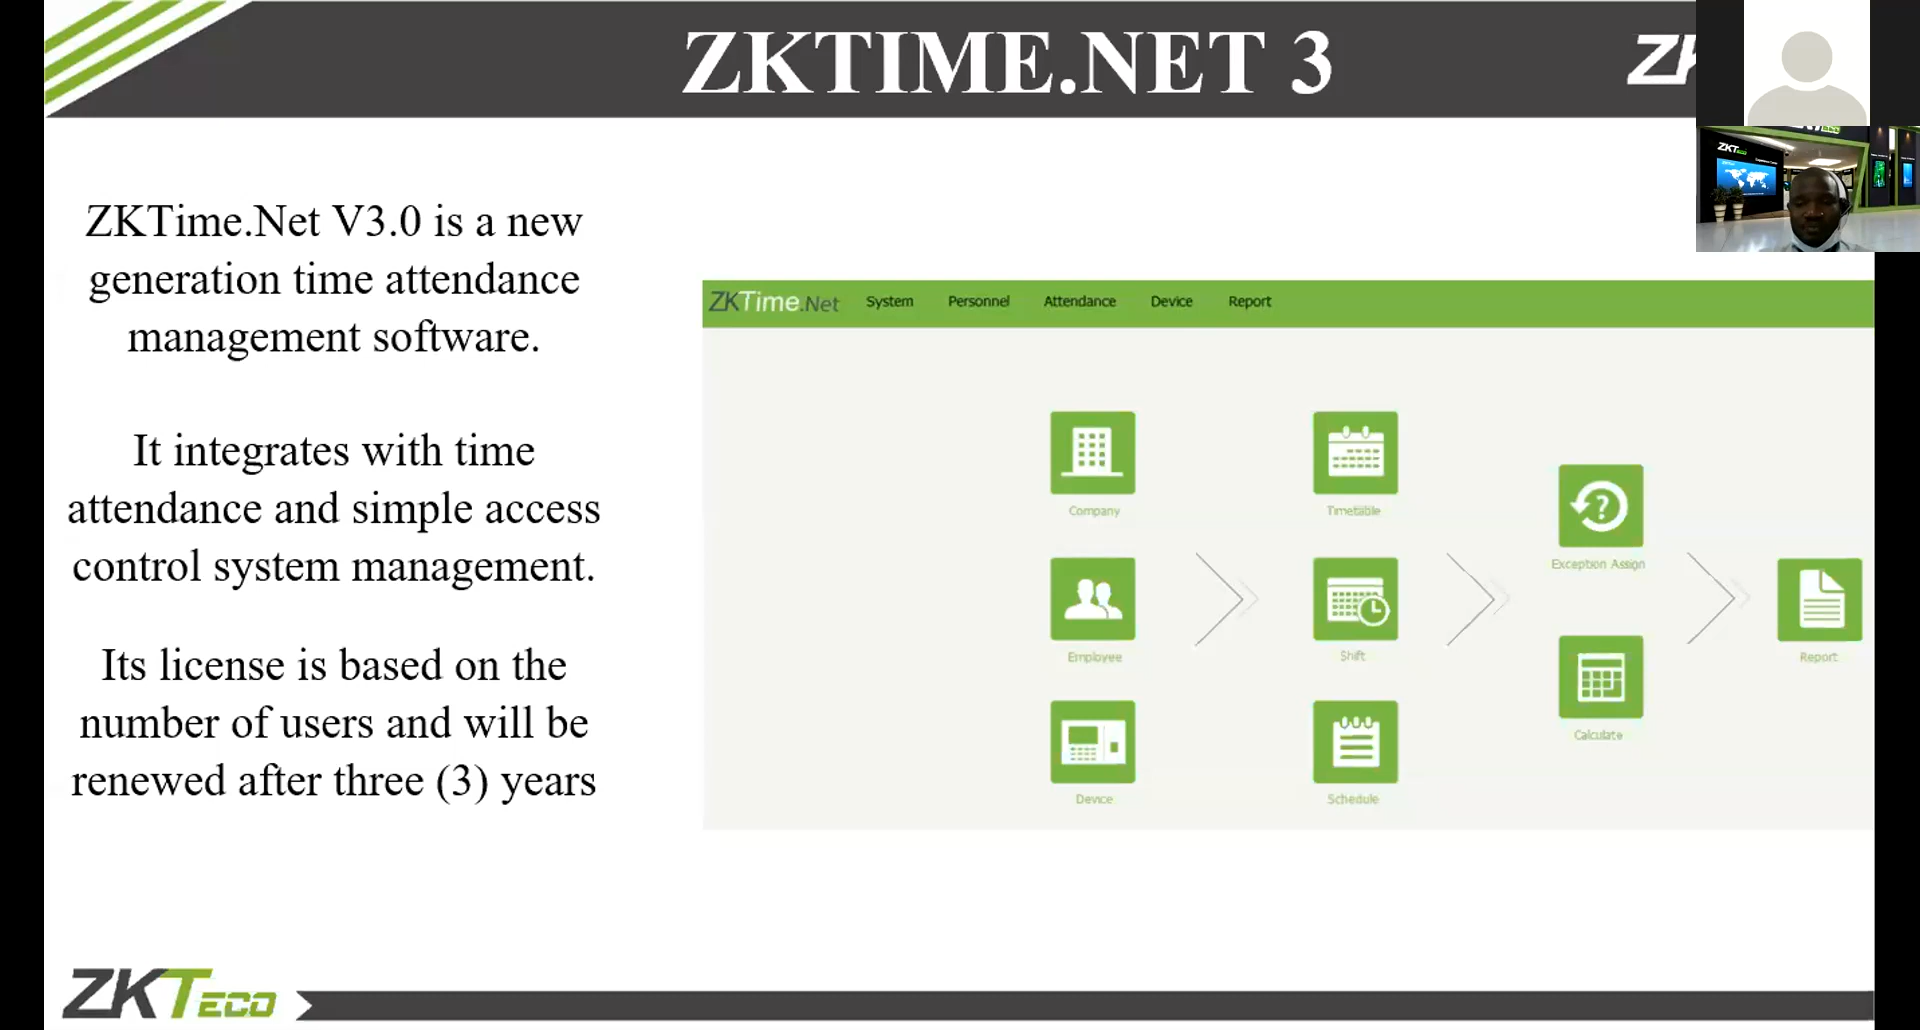 ZKTIME.NET 3
ZK
ZKTeco
ZKTime.Net V3.0 is a new
generation time attendance
management software.
It integrates with time
attendance and simple access
control system management.
Its license is based on the
number of users and will be
renewed after three (3) years
ZKTime.Net System Personnel Attendance Device Report
Company
Timetable
Exception Assign
Employee
Shift
Report
Calculate
Device
Schedule
ZKTeco